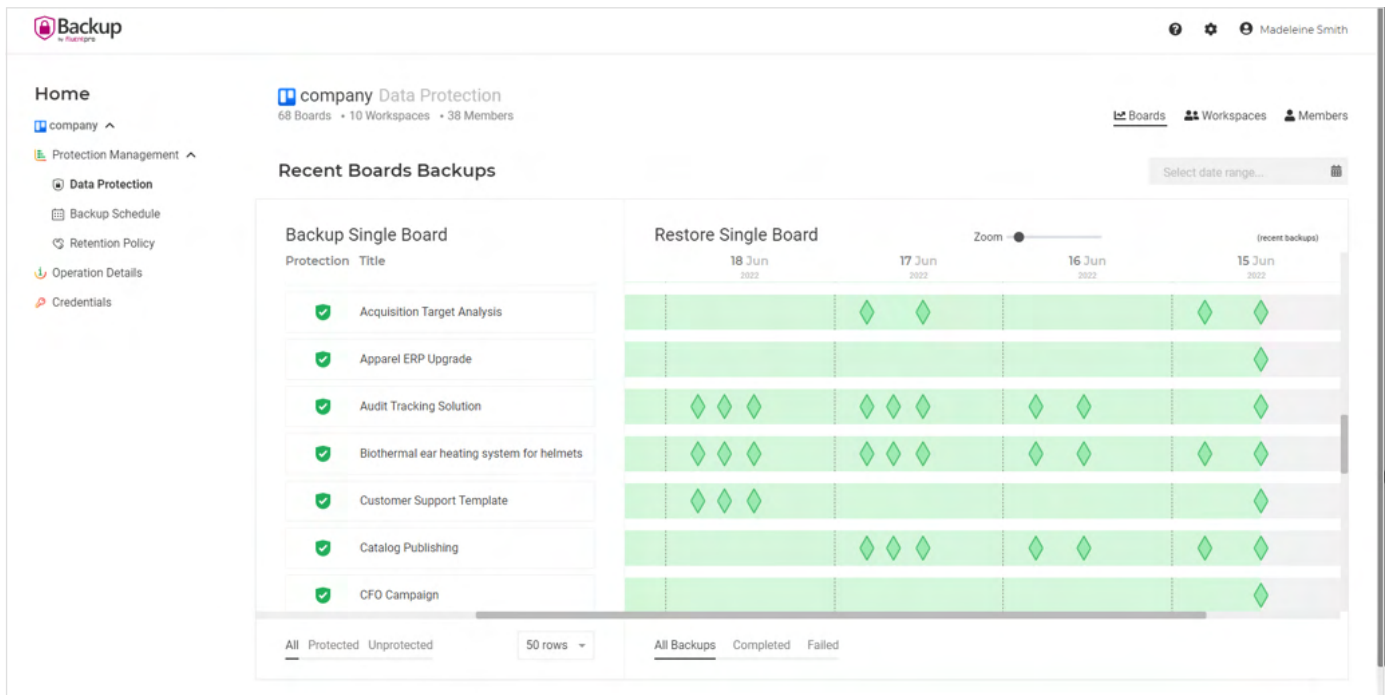 Backup
by fluentpro
Madeleine Smith
Home
company
Protection Management
Data Protection
Backup Schedule
Retention Policy
Operation Details
Credentials
company Data Protection
68 Boards • 10 Workspaces • 38 Members
Boards Workspaces Members
Recent Boards Backups
Select date range...
Backup Single Board
Protection Title
Restore Single Board
Zoom
(recent backups)
18 Jun 17 Jun 16 Jun 15 Jun
2022 2022 2022 2022
Acquisition Target Analysis
Apparel ERP Upgrade
Audit Tracking Solution
Biothermal ear heating system for helmets
Customer Support Template
Catalog Publishing
CFO Campaign
All Protected Unprotected
50 rows
All Backups Completed Failed